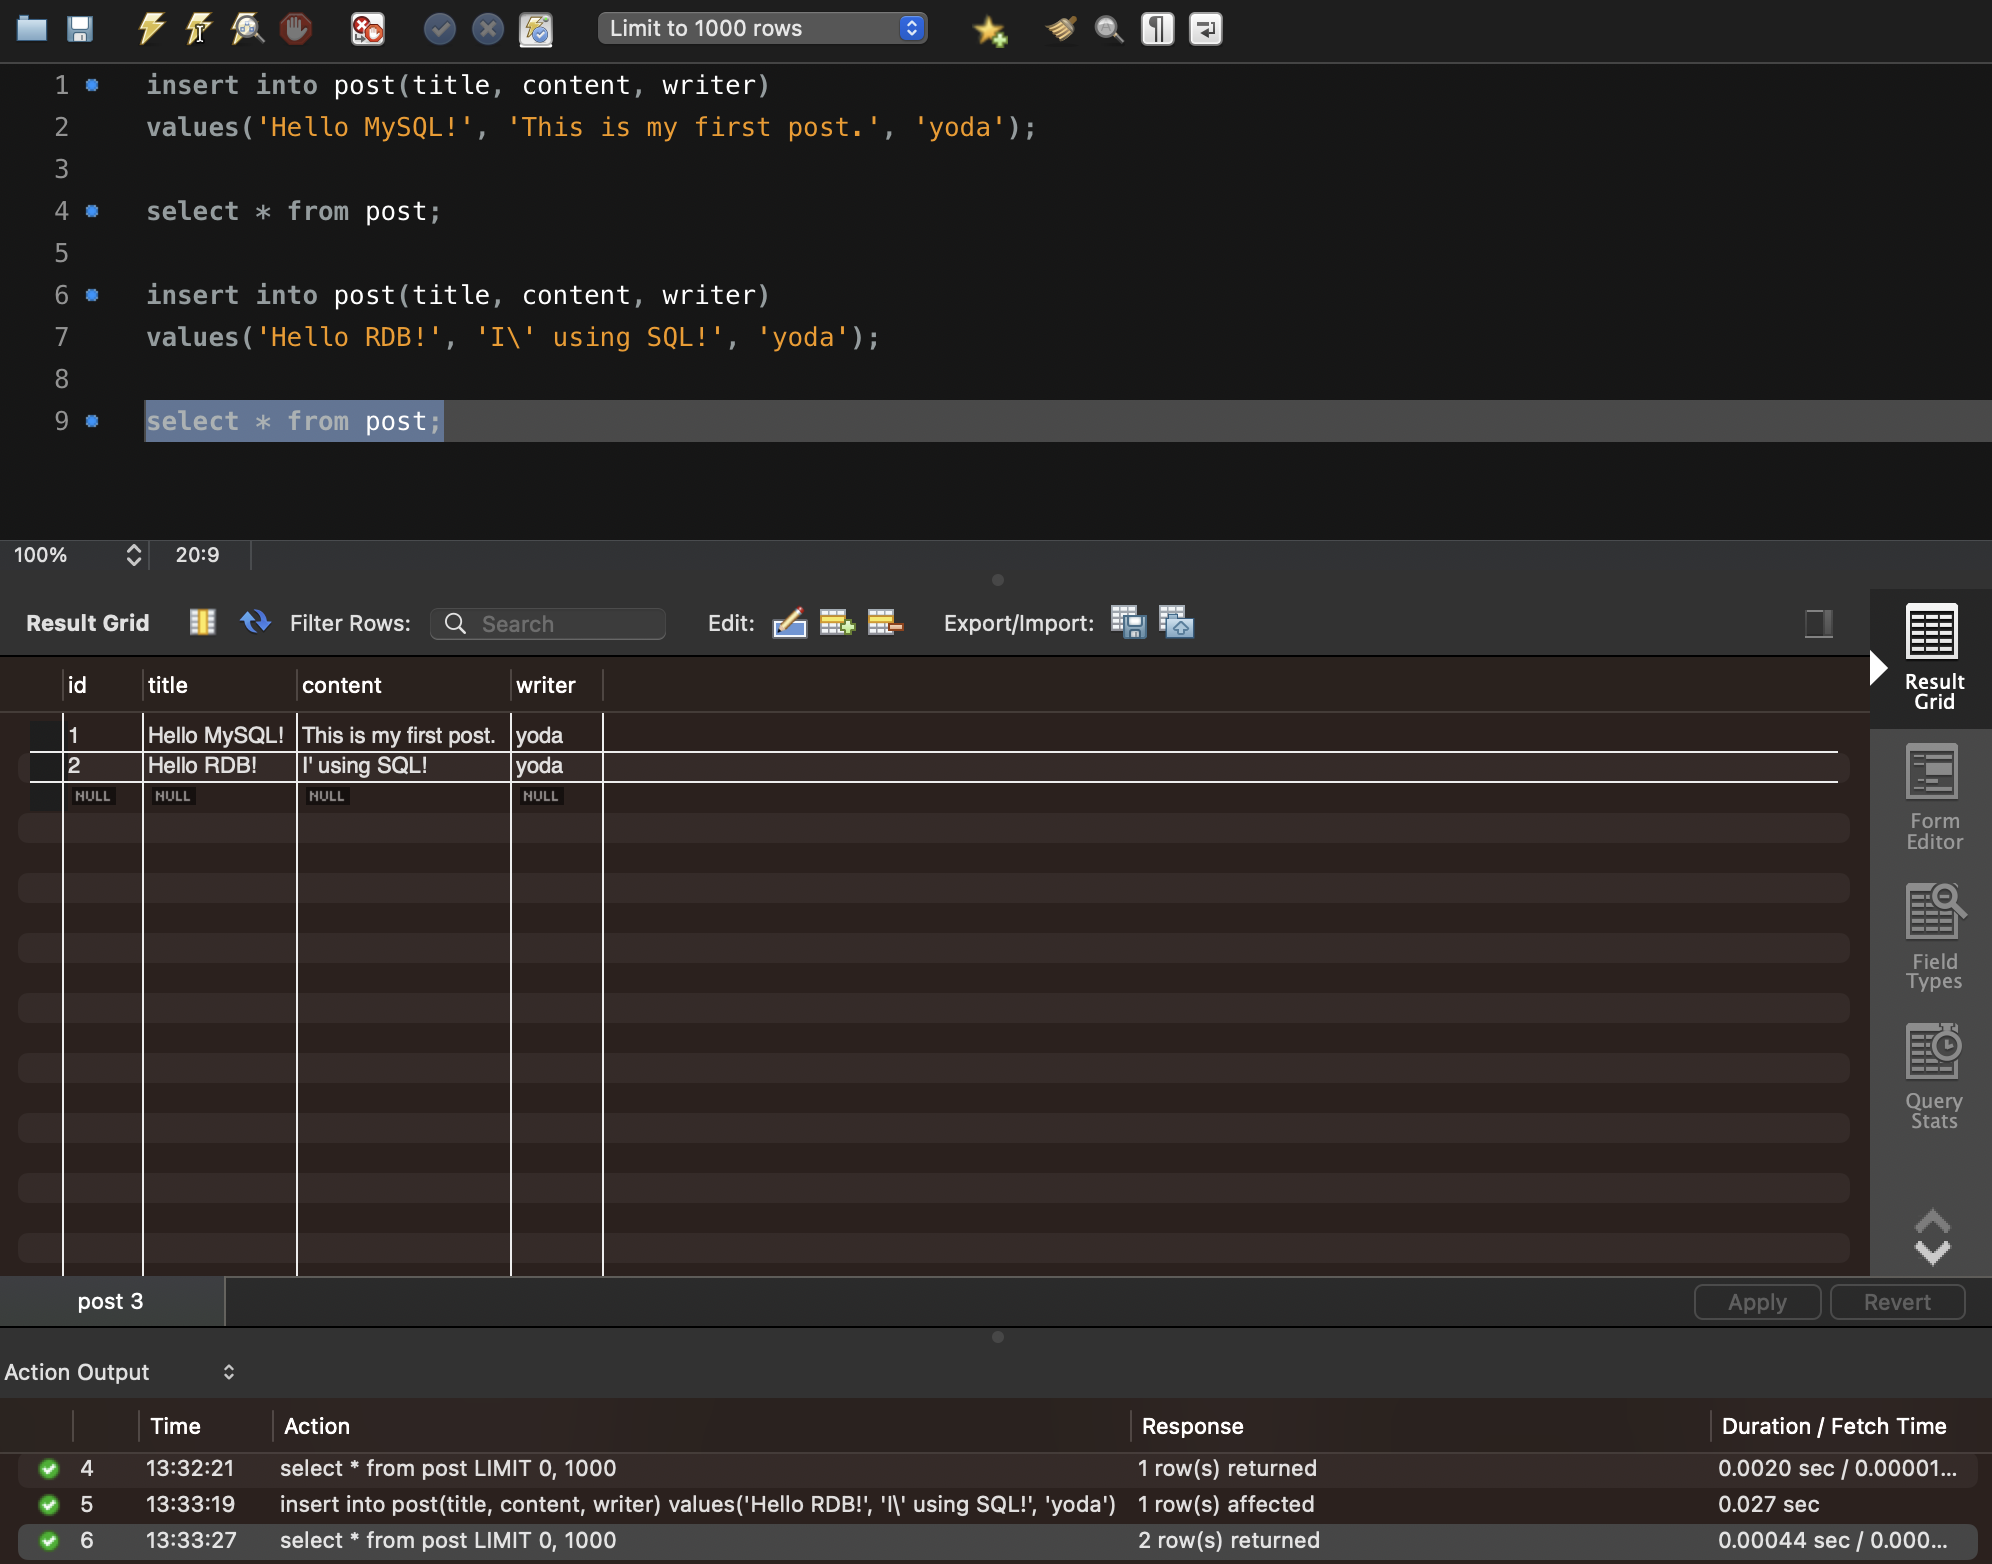 Limit to 1000 rows
1 insert into post(title, content, writer)
2 values('Hello MySQL!', 'This is my first post.', 'yoda');
3
4 select * from post;
5
6 insert into post(title, content, writer)
7 values('Hello RDB!', 'I\' using SQL!', 'yoda');
8
9 select * from post;
100% 20:9
Result Grid Filter Rows: Search Edit: Export/Import:
id title content writer
1 Hello MySQL! This is my first post. yoda
2 Hello RDB! I' using SQL! yoda
NULL NULL NULL NULL
Result
Grid
Form
Editor
Field
Types
Query
Stats
post 3 Apply Revert
Action Output
Time Action Response Duration / Fetch Time
4 13:32:21 select * from post LIMIT 0, 1000 1 row(s) returned 0.0020 sec / 0.00001...
5 13:33:19 insert into post(title, content, writer) values('Hello RDB!', 'I\' using SQL!', 'yoda') 1 row(s) affected 0.027 sec
6 13:33:27 select * from post LIMIT 0, 1000 2 row(s) returned 0.00044 sec / 0.000...